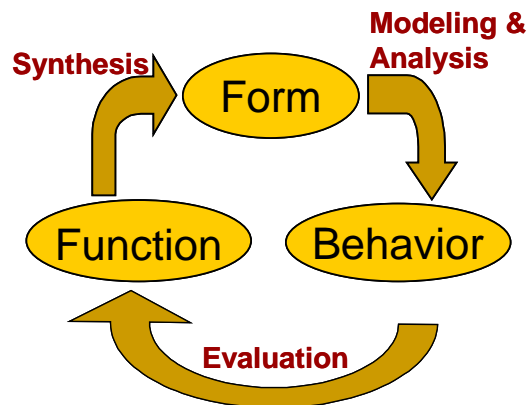 Modeling &
Synthesis
Analysis
Form
Function
Behavior
Evaluation